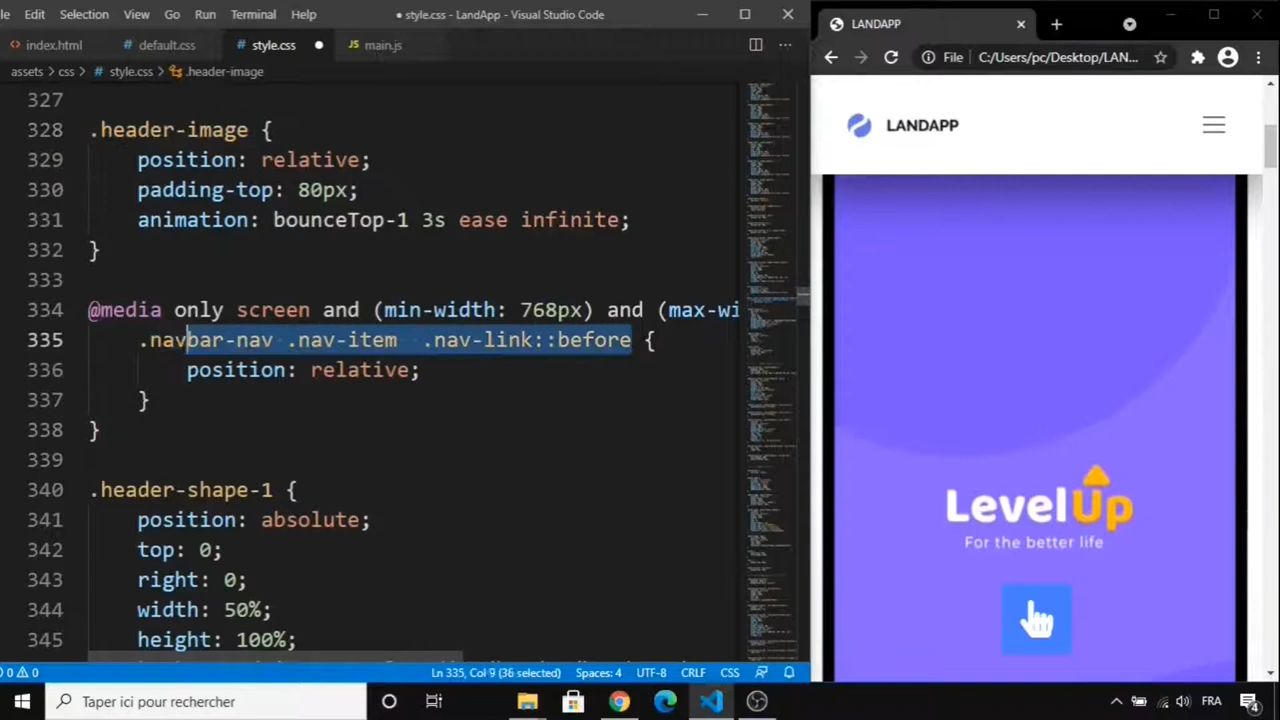 Edit Selection View Go Run Terminal Help ● style.css - LandApp - Visual Studio Code
# index.html # default.css # style.css ● JS main.js ···
assets > css > # style.css > .header-image
327
328 .header-image {
329 position: relative;
330 padding-top: 80px;
331 animation: bounceTop-1 3s ease infinite;
332 }
333
334 @media only screen and (min-width: 768px) and (max-wi
335 .navbar-nav .nav-item .nav-link::before {
336 position: relative;
337 }
338 }
339
340 .header-shape-1 {
341 position: absolute;
342 top: 0;
343 right: 0;
344 width: 50%;
345 height: 100%;
0 0 Ln 335, Col 9 (36 selected) Spaces: 4 UTF-8 CRLF CSS
LANDAPP
File C:/Users/pc/Desktop/LAN...
LANDAPP
LevelUp
For the better life
Taper ici pour rechercher
FRA
4